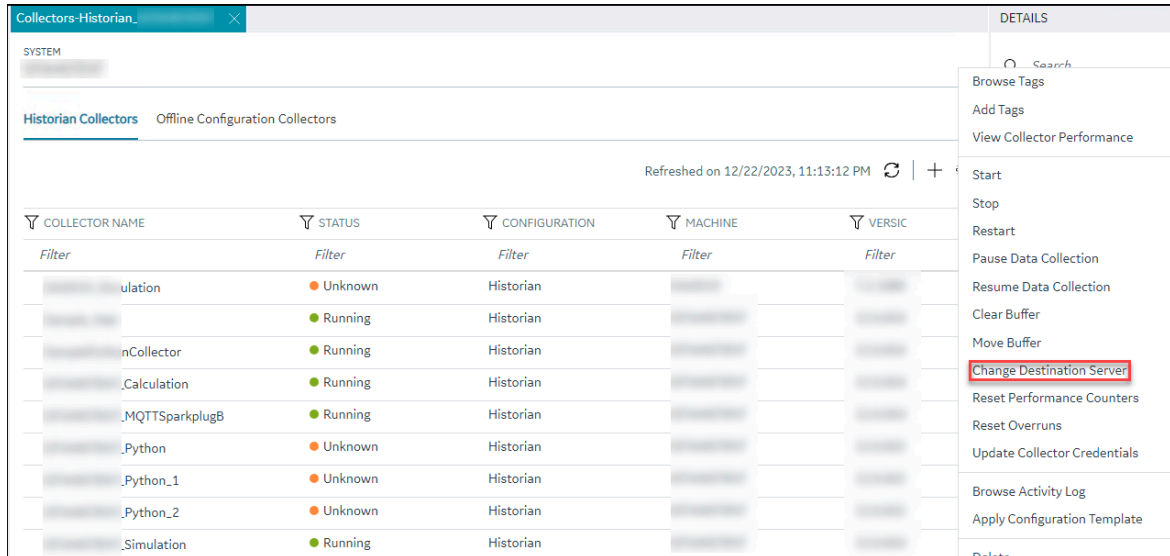 Collectors-Historian_
DETAILS
SYSTEM
Search
Historian Collectors Offline Configuration Collectors
Refreshed on 12/22/2023, 11:13:12 PM
COLLECTOR NAME STATUS CONFIGURATION MACHINE VERSIC
Filter Filter Filter Filter Filter
ulation Unknown Historian
Running Historian
nCollector Running Historian
_Calculation Running Historian
_MQTTSparkplugB Running Historian
_Python Unknown Historian
_Python_1 Unknown Historian
_Python_2 Unknown Historian
_Simulation Running Historian
Browse Tags
Add Tags
View Collector Performance
Start
Stop
Restart
Pause Data Collection
Resume Data Collection
Clear Buffer
Move Buffer
Change Destination Server
Reset Performance Counters
Reset Overruns
Update Collector Credentials
Browse Activity Log
Apply Configuration Template
Delete